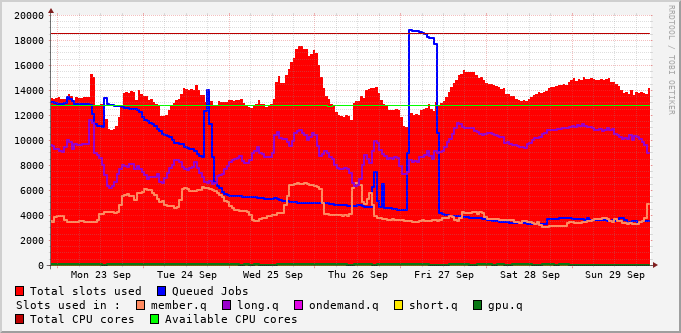 20000
18000
16000
14000
12000
10000
8000
6000
4000
2000
0
Mon 23 Sep Tue 24 Sep Wed 25 Sep Thu 26 Sep Fri 27 Sep Sat 28 Sep Sun 29 Sep
Total slots used Queued Jobs
Slots used in : member.q long.q ondemand.q short.q gpu.q
Total CPU cores Available CPU cores
RRDTOOL / TOBI OETIKER